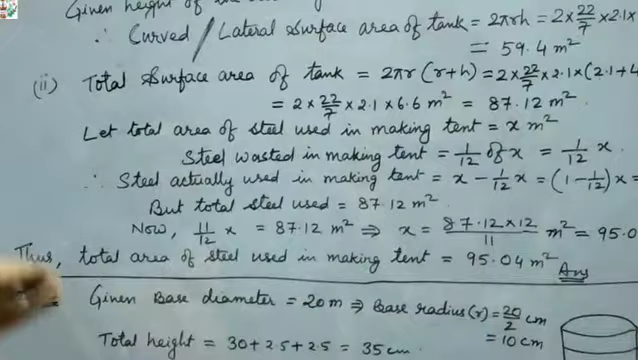 Given height of the
∴ Curved / Lateral Surface area of tank = 2πrh = 2 × 22/7 × 2.1 ×
= 59.4 m²
(ii) Total Surface area of tank = 2πr (r+h) = 2 × 22/7 × 2.1 × (2.1 + 4
= 2 × 22/7 × 2.1 × 6.6 m² = 87.12 m².
Let total area of steel used in making tent = x m²
Steel wasted in making tent = 1/12 of x = 1/12 x.
∴ Steel actually used in making tent = x - 1/12 x = (1 - 1/12) x =
But total steel used = 87.12 m².
Now, 11/12 x = 87.12 m² ⇒ x = 87.12 × 12 / 11 m² = 95.0
Thus, total area of steel used in making tent = 95.04 m² Ans
Given Base diameter = 20 m ⇒ Base radius (r) = 20/2 cm
= 10 cm
Total height = 30 + 2.5 + 2.5 = 35 cm.